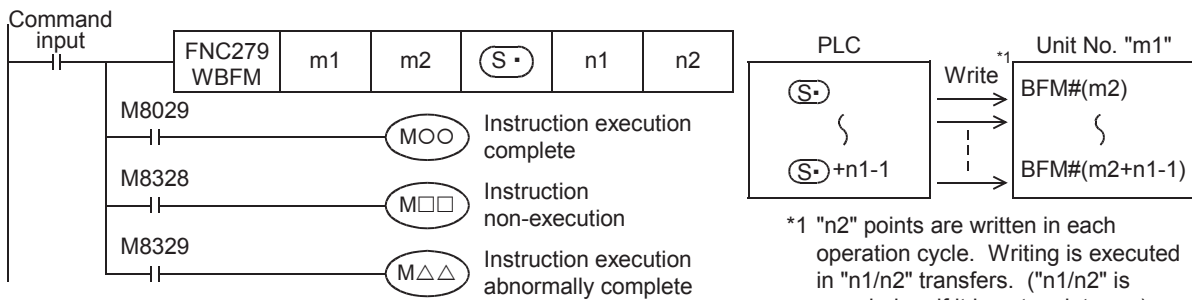 Command
input
FNC279
WBFM
m1
m2
S·
n1
n2
M8029
M○○
Instruction execution
complete
M8328
M□□
Instruction
non-execution
M8329
M△△
Instruction execution
abnormally complete
PLC
Unit No. "m1"
*1
Write
S·
BFM#(m2)
S·+n1-1
BFM#(m2+n1-1)
*1 "n2" points are written in each
operation cycle. Writing is executed
in "n1/n2" transfers. ("n1/n2" is